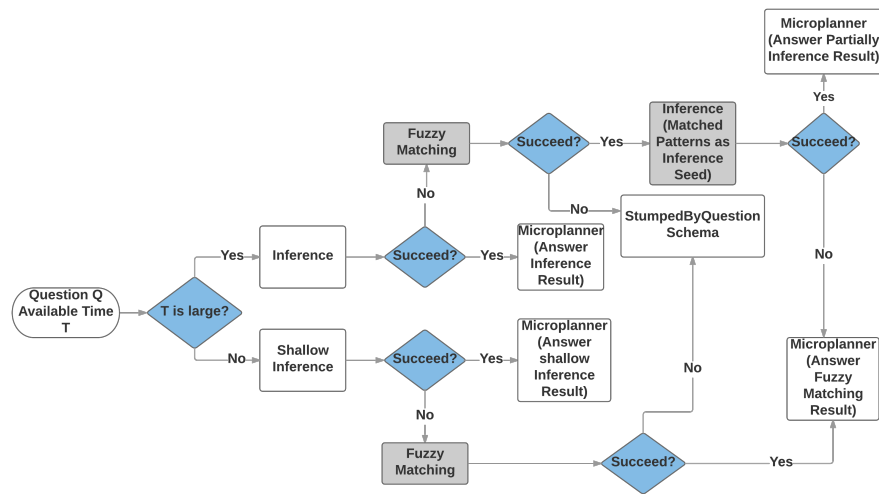 Microplanner
(Answer Partially
Inference Result)
Yes
Fuzzy
Matching
Succeed?
Yes
Inference
(Matched
Patterns as
Inference
Seed)
Succeed?
No
No
StumpedByQuestion
Schema
Yes
Inference
Succeed?
Yes
Microplanner
(Answer
Inference
Result)
No
Question Q
Available Time
T
T is large?
No
Shallow
Inference
Succeed?
Yes
Microplanner
(Answer
shallow
Inference
Result)
No
Microplanner
(Answer
Fuzzy
Matching
Result)
No
Fuzzy
Matching
Succeed?
Yes